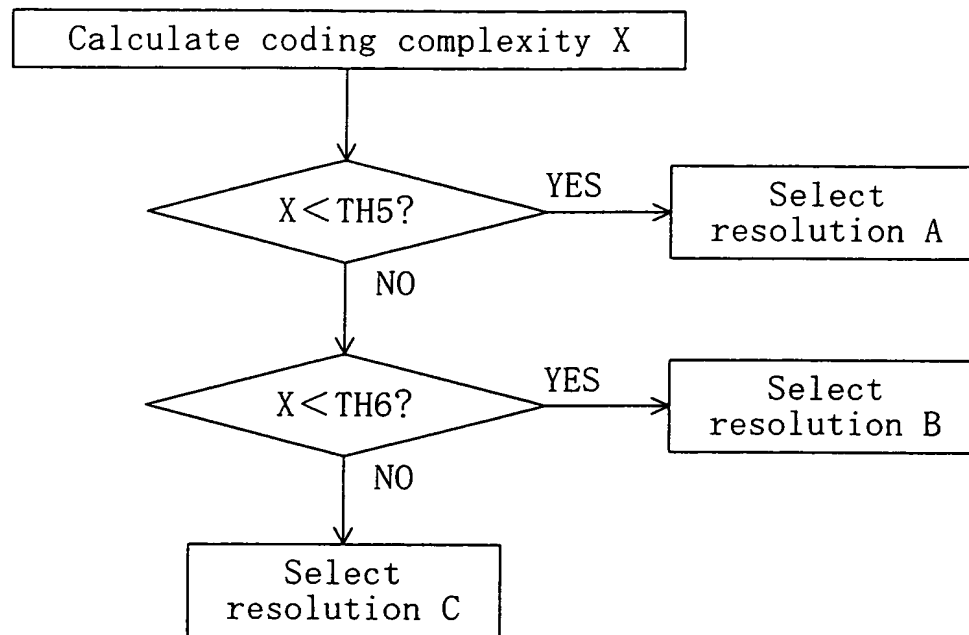 Calculate coding complexity X
X<TH5?
YES
Select
resolution A
NO
X<TH6?
YES
Select
resolution B
NO
Select
resolution C